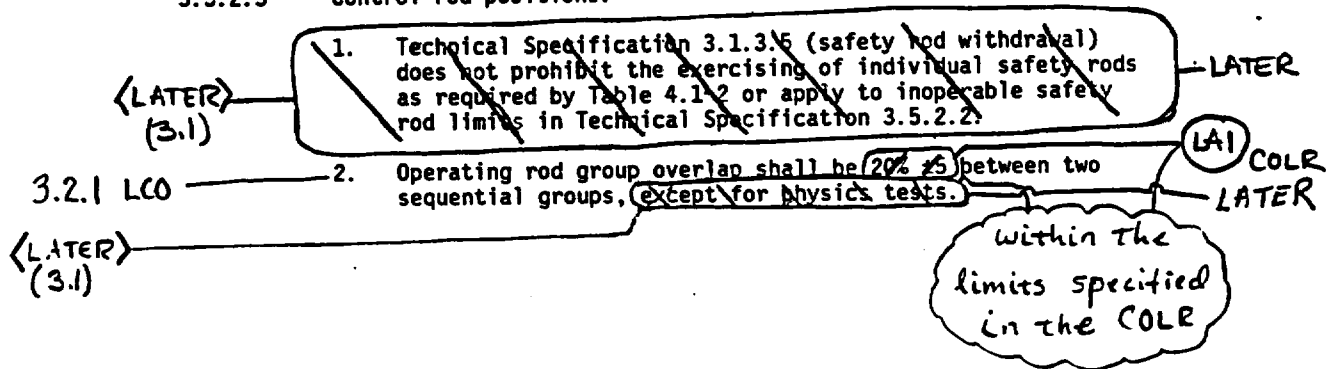 1. Technical Specification 3.1.3.5 (safety rod withdrawal)
does not prohibit the exercising of individual safety rods
as required by Table 4.1-2 or apply to inoperable safety
rod limits in Technical Specification 3.5.2.2.
LATER
<LATER>
(3.1)
3.2.1 LCO
2. Operating rod group overlap shall be 20% ±5 between two
sequential groups, except for physics tests.
LA1
COLR
LATER
<LATER>
(3.1)
within the
limits specified
in the COLR